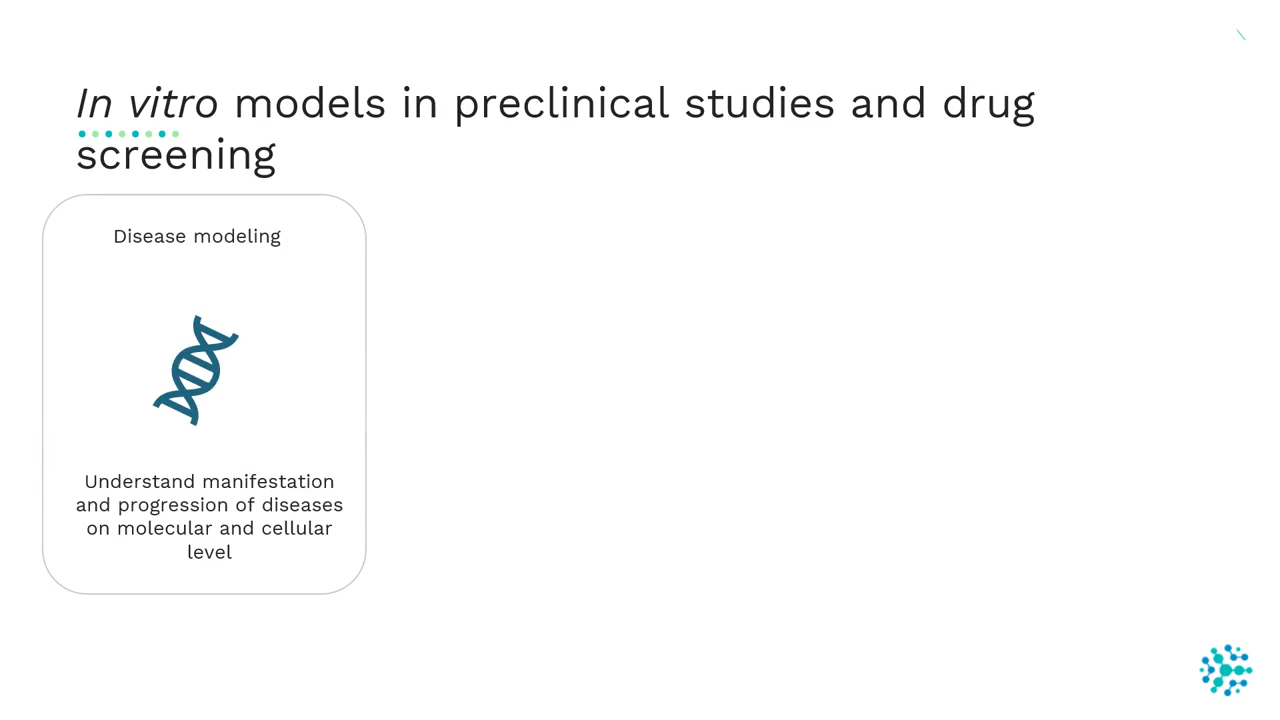 In vitro models in preclinical studies and drug
screening
Disease modeling
Understand manifestation
and progression of diseases
on molecular and cellular
level